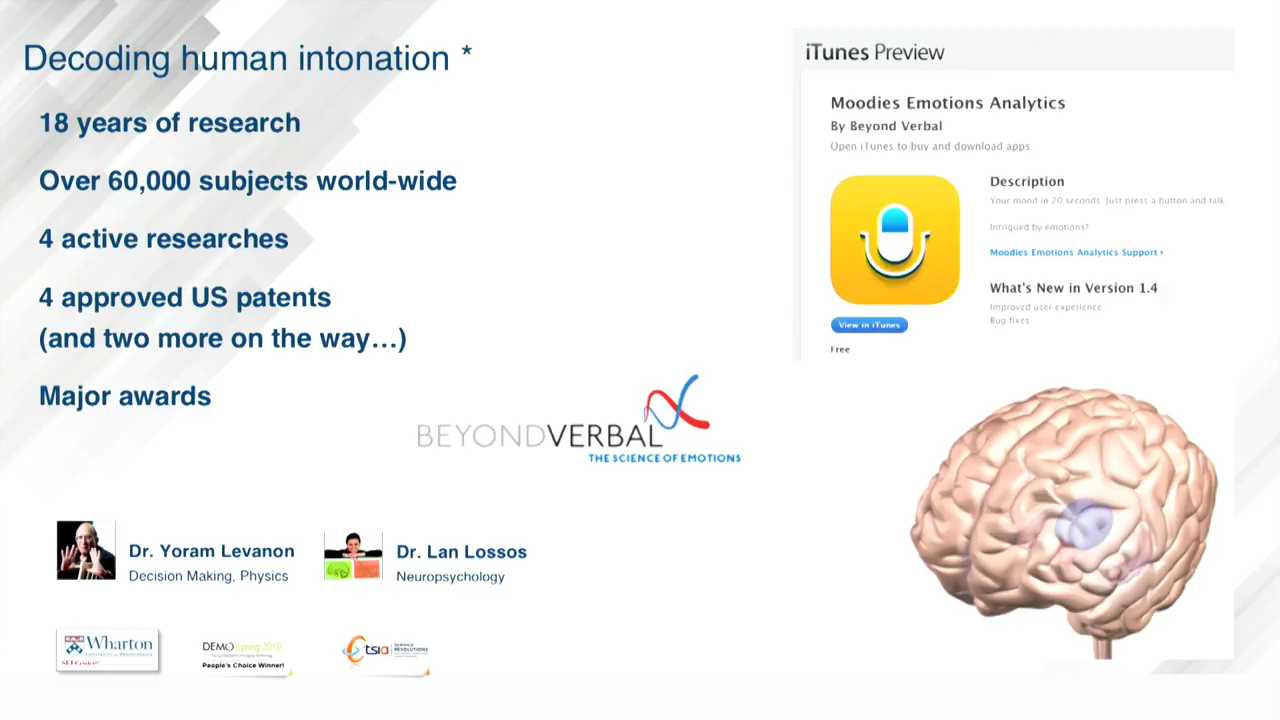 Decoding human intonation *
18 years of research
Over 60,000 subjects world-wide
4 active researches
4 approved US patents
(and two more on the way…)
Major awards
BEYONDVERBAL
THE SCIENCE OF EMOTIONS
Dr. Yoram Levanon
Decision Making, Physics
Dr. Lan Lossos
Neuropsychology
Wharton
SEI Center
DEMO Spring 2010
People's Choice Winner!
tsia
SERVICE
REVOLUTIONS
iTunes Preview
Moodies Emotions Analytics
By Beyond Verbal
Open iTunes to buy and download apps.
Description
Your mood in 20 seconds. Just press a button and talk.
Intrigued by emotions?
Moodies Emotions Analytics Support ›
What's New in Version 1.4
Improved user experience
Bug fixes
View in iTunes
Free